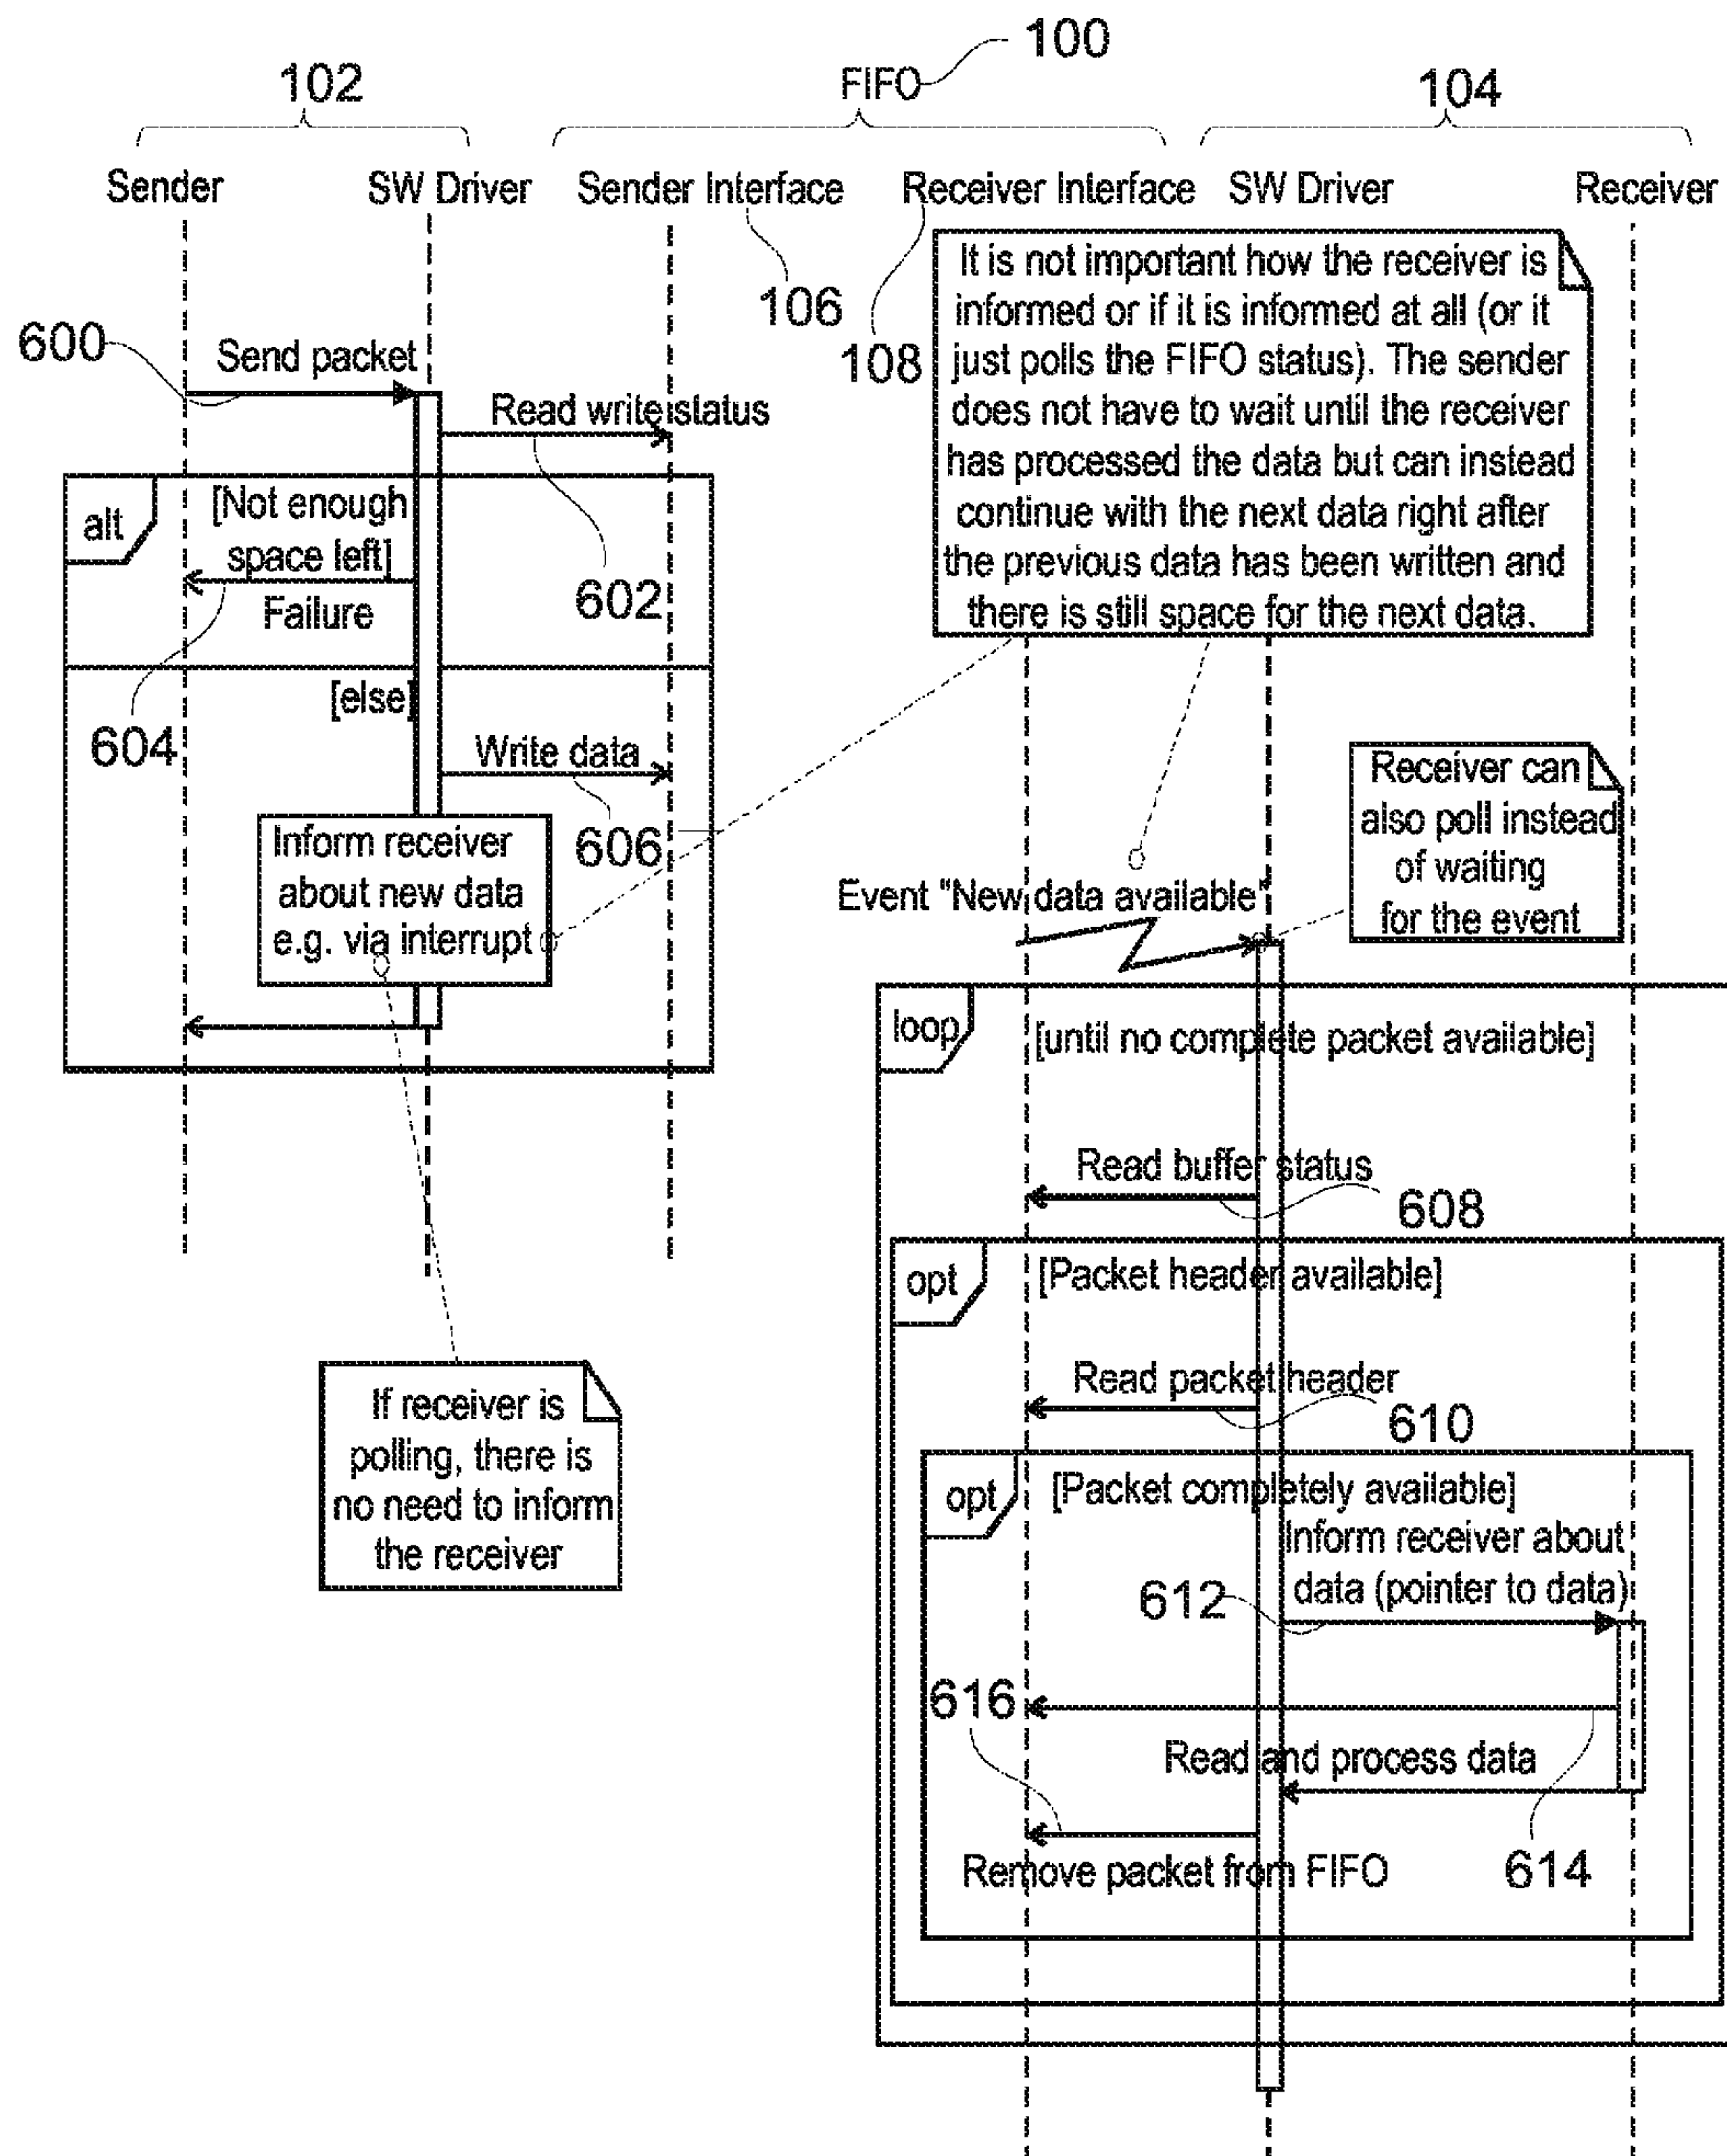 100
102
FIFO
104
Sender
SW Driver
Sender Interface
Receiver Interface
SW Driver
Receiver
106
108
It is not important how the receiver is
informed or if it is informed at all (or it
just polls the FIFO status). The sender
does not have to wait until the receiver
has processed the data but can instead
continue with the next data right after
the previous data has been written and
there is still space for the next data.
600
Send packet
Read write status
602
alt
[Not enough
space left]
Failure
604
[else]
Write data
606
Inform receiver
about new data
e.g. via interrupt
If receiver is
polling, there is
no need to inform
the receiver
Receiver can
also poll instead
of waiting
for the event
Event "New data available"
loop
[until no complete packet available]
Read buffer status
608
opt
[Packet header available]
Read packet header
610
opt
[Packet completely available]
Inform receiver about
data (pointer to data)
612
616
Read and process data
Remove packet from FIFO
614